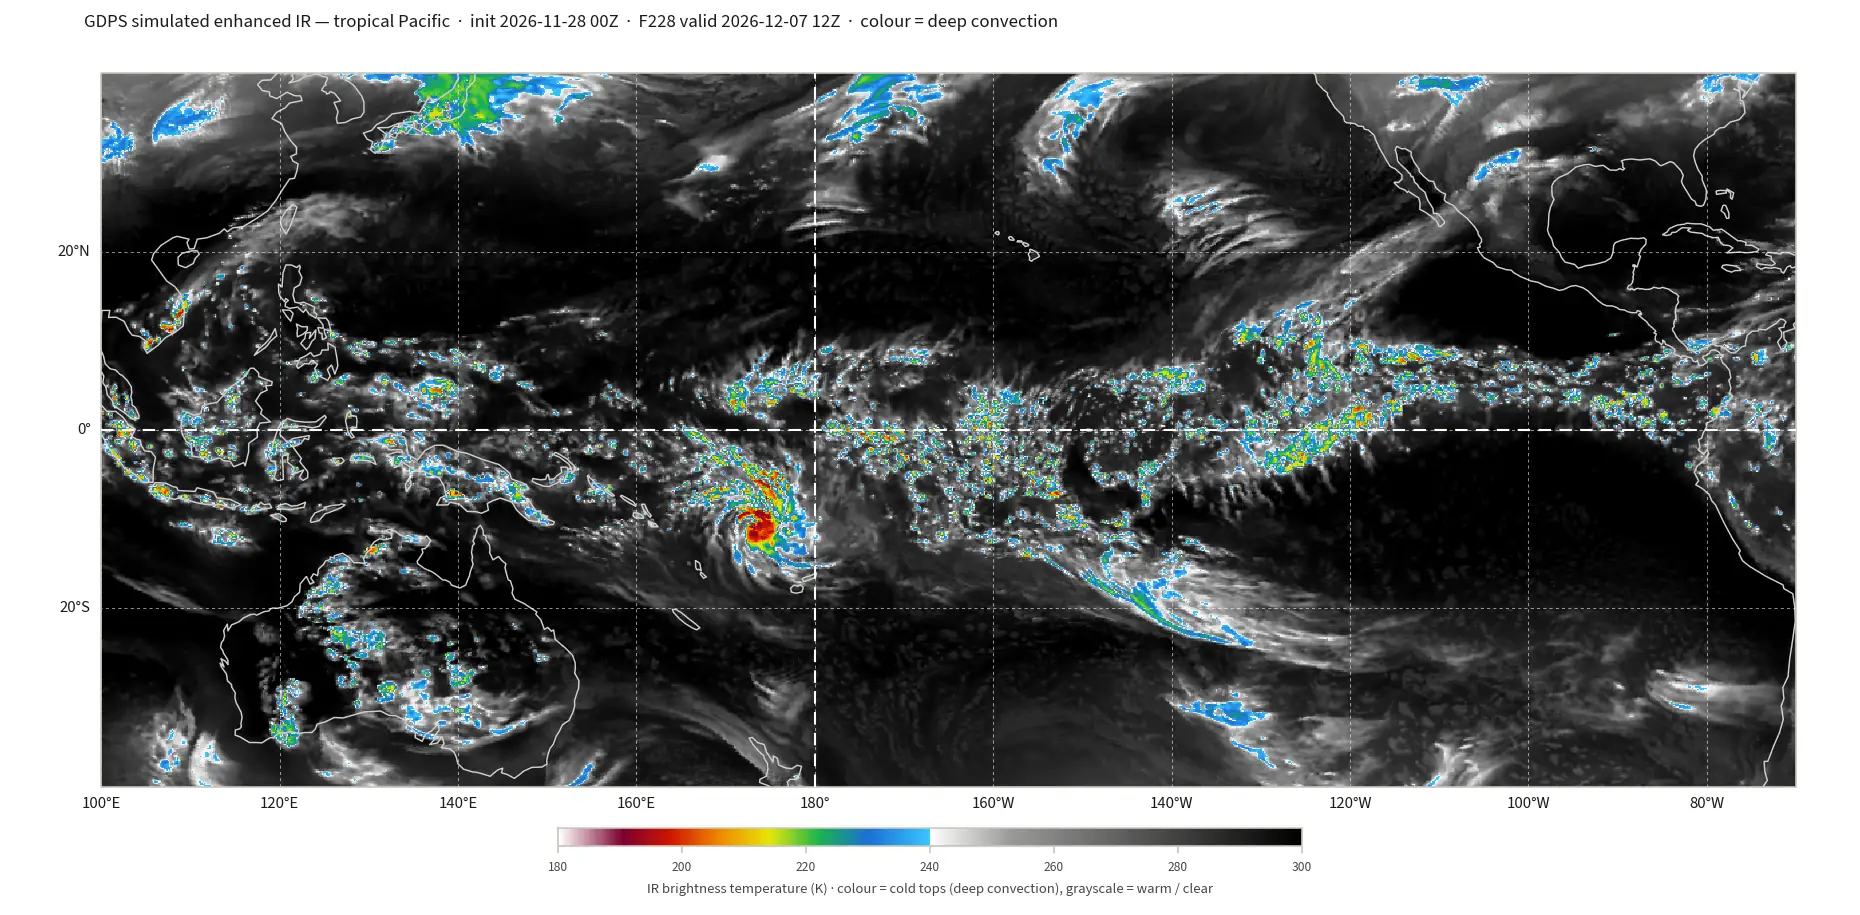 GDPS simulated enhanced IR — tropical Pacific · init 2026-11-28 00Z · F228 valid 2026-12-07 12Z · colour = deep convection
20°N
0°
20°S
100°E 120°E 140°E 160°E 180° 160°W 140°W 120°W 100°W 80°W
180 200 220 240 260 280 300
IR brightness temperature (K) · colour = cold tops (deep convection), grayscale = warm / clear